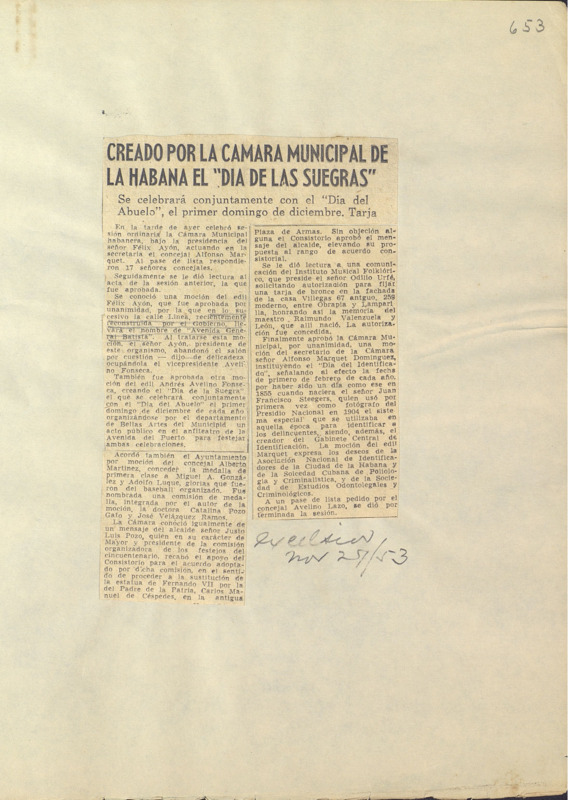 653
CREADO POR LA CAMARA MUNICIPAL DE
LA HABANA EL "DIA DE LAS SUEGRAS"
Se celebrará conjuntamente con el "Día del
Abuelo", el primer domingo de diciembre. Tarja
En la tarde de ayer celebró se-
sión ordinaria la Cámara Municipal
habanera, bajo la presidencia del
señor Félix Ayón, actuando en la
secretaría el concejal Alfonso Mar-
quet. Al pase de lista respondie-
ron 17 señores concejales.
Seguidamente se le dió lectura al
acta de la sesión anterior, la que
fue aprobada.
Se conoció una moción del edil
Félix Ayón, que fue aprobada por
unanimidad, por la que en lo su-
cesivo la calle Línea, recientemente
reconstruida por el Gobierno, lle-
vará el nombre de "Avenida Gene-
ral Batista". Al tratarse esta mo-
ción, el señor Ayón, presidente de
este organismo, abandonó el salón
por cuestión — dijo— de delicadeza
ocupándola el vicepresidente Aveli-
no Fonseca.
También fue aprobada otra mo-
ción del edil Andrés Avelino Fonse-
ca, creando el "Día de la Suegra"
el que se celebrará conjuntamente
con el "Día del Abuelo" el primer
domingo de diciembre de cada año
organizándose por el departamento
de Bellas Artes del Municipio un
acto público en el anfiteatro de la
Avenida del Puerto para festejar
ambas celebraciones.
Acordó también el Ayuntamiento
por moción del concejal Alberto
Martínez, conceder la medalla de
primera clase a Miguel A. Gonzá-
lez y Adolfo Luque, glorias que fue-
ron del baseball organizado. Fue
nombrada una comisión de meda-
lla, integrada por el autor de la
moción, la doctora Catalina Pozo
Gato y José Velázquez Ramos.
La Cámara conoció igualmente de
un mensaje del alcalde señor Justo
Luis Pozo, quien en su carácter de
Mayor y presidente de la comisión
organizadora de los festejos del
cincuentenario, recabó el apoyo del
Consistorio para el acuerdo adopta-
do por dicha comisión, en el senti-
do de proceder a la sustitución de
la estatua de Fernando VII por la
del Padre de la Patria, Carlos Ma-
nuel de Céspedes, en la antigua
Plaza de Armas. Sin objeción al-
guna el Consistorio aprobó el men-
saje del Alcalde, elevando su pro-
puesta al rango de acuerdo con-
sistorial.
Se le dió lectura a una comuni-
cación del Instituto Musical Folklóri-
co, que preside el señor Odilio Urfé,
solicitando autorización para fijar
una tarja de bronce en la fachada
de la casa Villegas 67 antiguo, 259
moderno, entre Obrapía y Lampari-
lla, honrando así la memoria del
maestro Raimundo Valenzuela y
León, que allí nació. La autoriza-
ción fue concedida.
Finalmente aprobó la Cámara Mu-
nicipal, por unanimidad, una mo-
ción del secretario de la Cámara,
señor Alfonso Marquet Domínguez,
instituyendo el "Día del Identifica-
do", señalando al efecto la fecha
de primero de febrero de cada año,
por haber sido un día como ese en
1855 cuando naciera el señor Juan
Francisco Steegers, quien usó por
primera vez como fotógrafo del
Presidio Nacional en 1904 el siste-
ma especial que se utilizaba en
aquella época para identificar a
los delincuentes, siendo, además, el
creador del Gabinete Central de
Identificación. La moción del edil
Márquet expresa los deseos de la
Asociación Nacional de Identifica-
dores de la Ciudad de La Habana y
de la Soiedad Cubana de Policiolo-
gía y Criminalística, y de la Socie-
dad de Estudios Odontolegales y
Criminológicos.
A un pase de lista pedido por el
concejal Avelino Lazo, se dió por
terminada la sesión.
Excelsior
nov 25/53